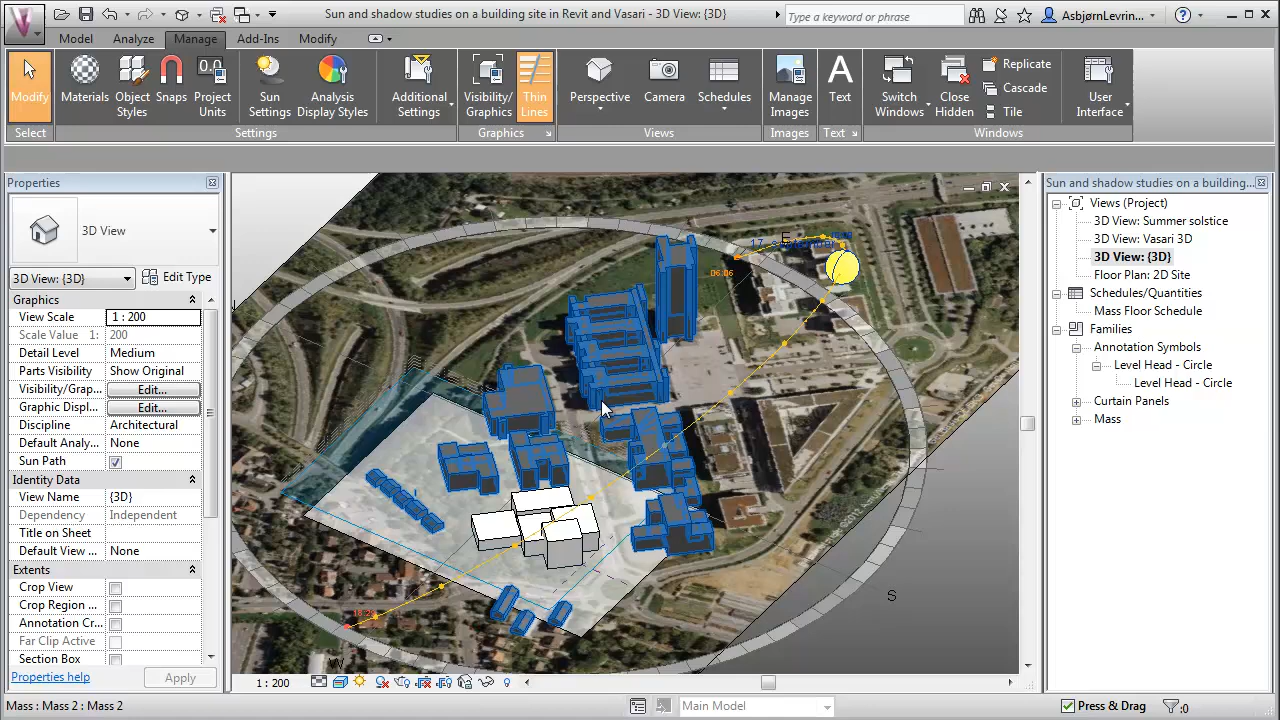 Sun and shadow studies on a building site in Revit and Vasari - 3D View: {3D}
Type a keyword or phrase
AsbjørnLevrin...
Model Analyze Manage Add-Ins Modify
Modify
Materials
Object Styles
Snaps
Project Units
Sun Settings
Analysis Display Styles
Additional Settings
Visibility/ Graphics
Thin Lines
Perspective
Camera
Schedules
Manage Images
Text
Switch Windows
Close Hidden
Replicate
Cascade
Tile
User Interface
Select Settings Graphics Views Images Text Windows
Properties
3D View
3D View: {3D}
Edit Type
Graphics
View Scale 1 : 200
Scale Value 1: 200
Detail Level Medium
Parts Visibility Show Original
Visibility/Grap... Edit...
Graphic Displ... Edit...
Discipline Architectural
Default Analy... None
Sun Path
Identity Data
View Name {3D}
Dependency Independent
Title on Sheet
Default View ... None
Extents
Crop View
Crop Region ...
Annotation Cr...
Far Clip Active
Section Box
Properties help
Apply
E
06:06
S
W
1 : 200
Sun and shadow studies on a building...
Views (Project)
3D View: Summer solstice
3D View: Vasari 3D
3D View: {3D}
Floor Plan: 2D Site
Schedules/Quantities
Mass Floor Schedule
Families
Annotation Symbols
Level Head - Circle
Level Head - Circle
Curtain Panels
Mass
Mass : Mass 2 : Mass 2
Main Model
Press & Drag
:0